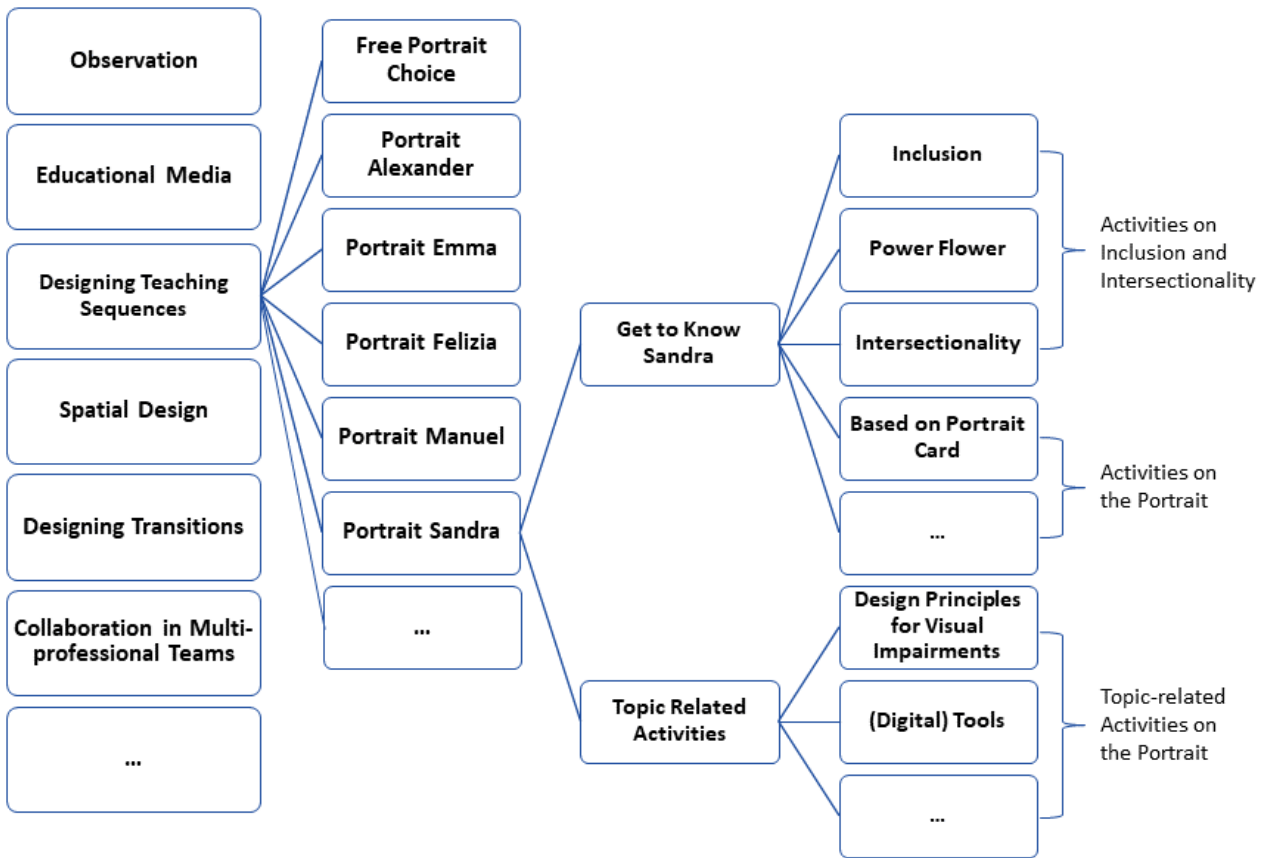 Observation
Educational Media
Designing Teaching
Sequences
Spatial Design
Designing Transitions
Collaboration in Multi-
professional Teams
...
Free Portrait
Choice
Portrait
Alexander
Portrait Emma
Portrait Felizia
Portrait Manuel
Portrait Sandra
...
Get to Know
Sandra
Topic Related
Activities
Inclusion
Power Flower
Intersectionality
Based on Portrait
Card
...
Design Principles
for Visual
Impairments
(Digital) Tools
...
Activities on
Inclusion and
Intersectionality
Activities on
the Portrait
Topic-related
Activities on
the Portrait